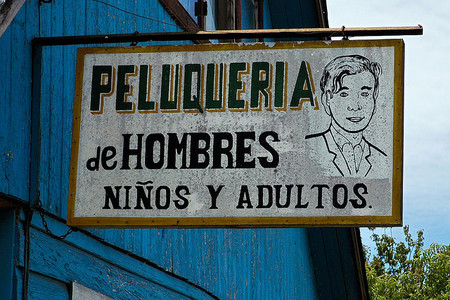 PELUQUERIA
de HOMBRES
NIÑOS Y ADULTOS.